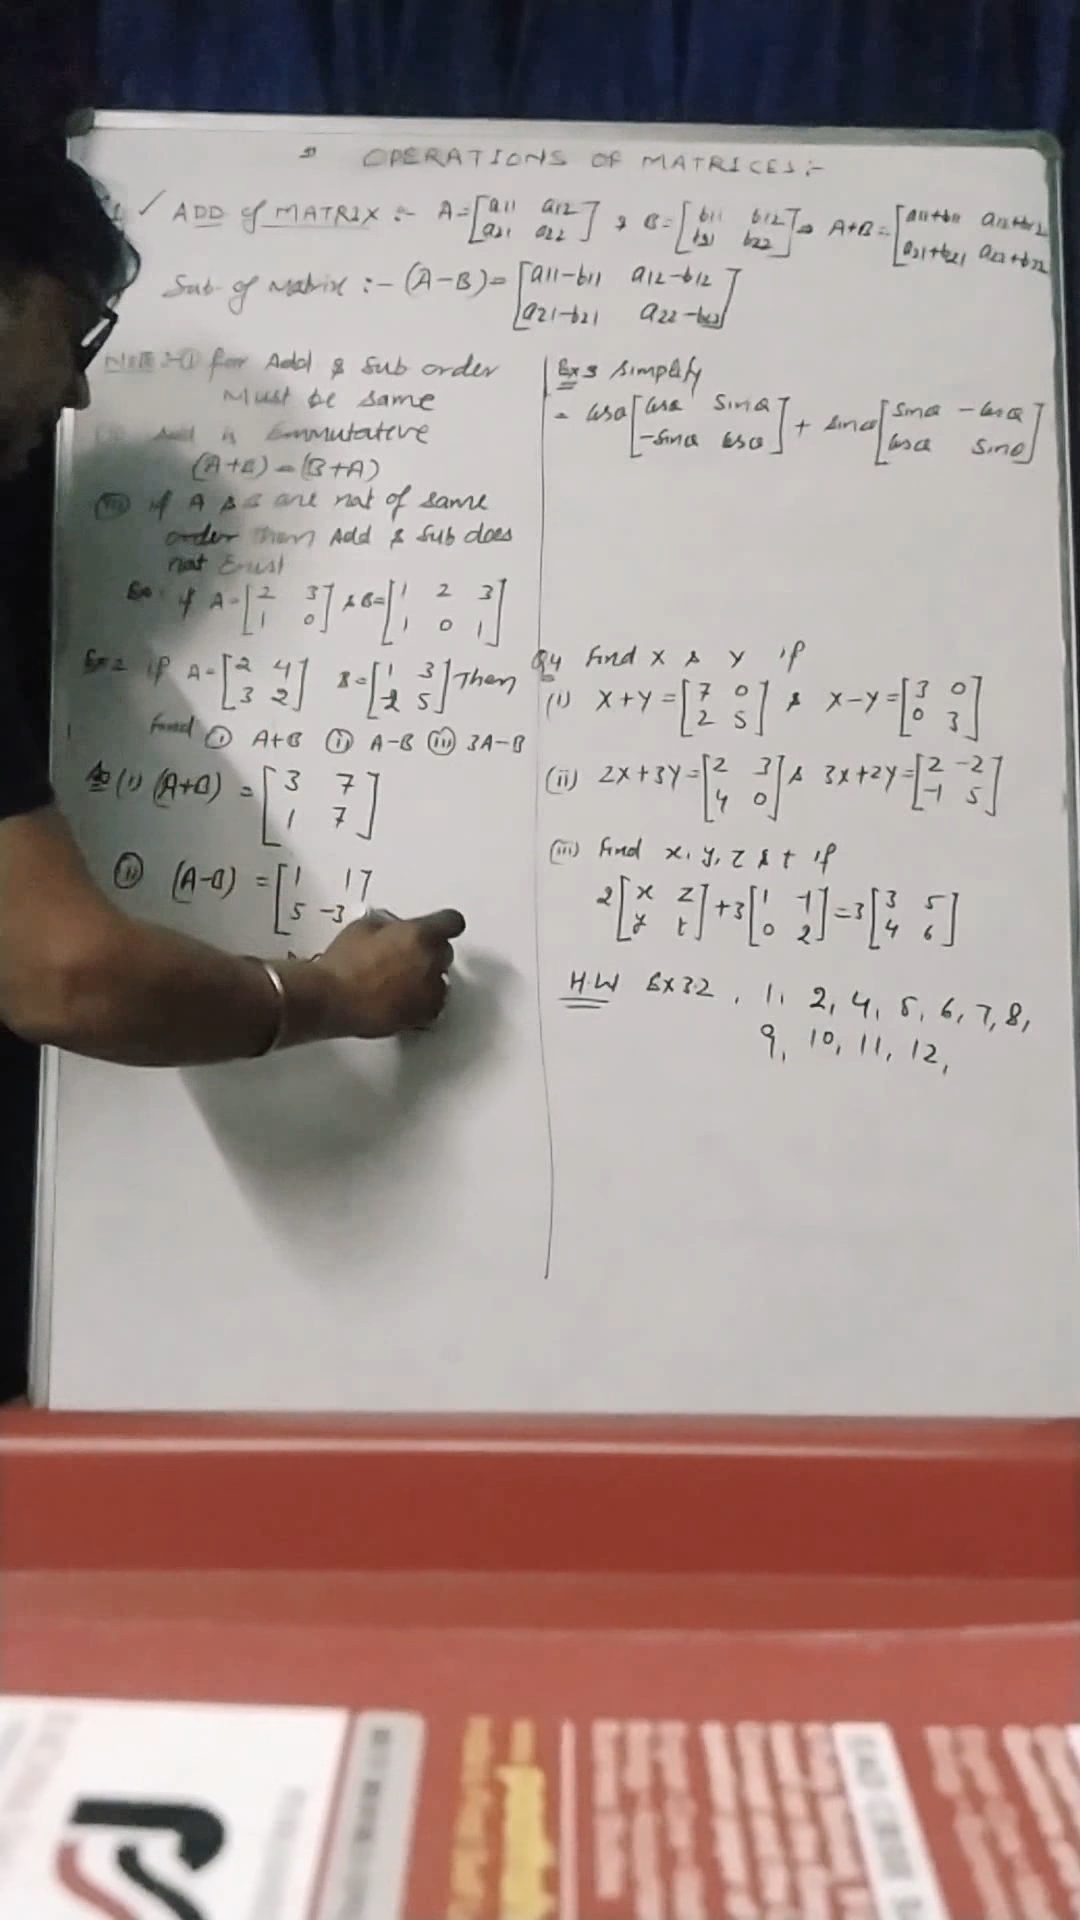 OPERATIONS OF MATRICES:-
✓ ADD of MATRIX :- A=[a11 a12 a21 a22] & B=[b11 b12 b21 b22] ⇒ A+B=[a11+b11 a12+b12 a21+b21 a22+b22]
Sub of Matrix :- (A-B)=[a11-b11 a12-b12 a21-b21 a22-b22]
NOTE:-① for Add & Sub order
Must be same
Add is Commutative
(A+B)=(B+A)
(iii) if A & B are not of same
order then Add & Sub does
not Exist
Ex: if A=[2 3 1 0] & B=[1 2 3 1 0 1]
Ex 2 if A=[2 4 3 2] B=[1 3 -2 5] Then
find (i) A+B (ii) A-B (iii) 3A-B
(i) (A+B) = [3 7 1 7]
(ii) (A-B) = [1 1 5 -3]
Ex 3 Simplify
= cosα[cosα sinα -sinα cosα] + sinα[sinα -cosα cosα sinα]
Q4 find X & Y if
(i) X+Y=[7 0 2 5] & X-Y=[3 0 0 3]
(ii) 2X+3Y=[2 3 4 0] & 3X+2Y=[2 -2 -1 5]
(iii) find x, y, z & t if
2[x z y t]+3[1 -1 0 2]=3[3 5 4 6]
H.W Ex 3.2, 1, 2, 4, 5, 6, 7, 8,
9, 10, 11, 12,